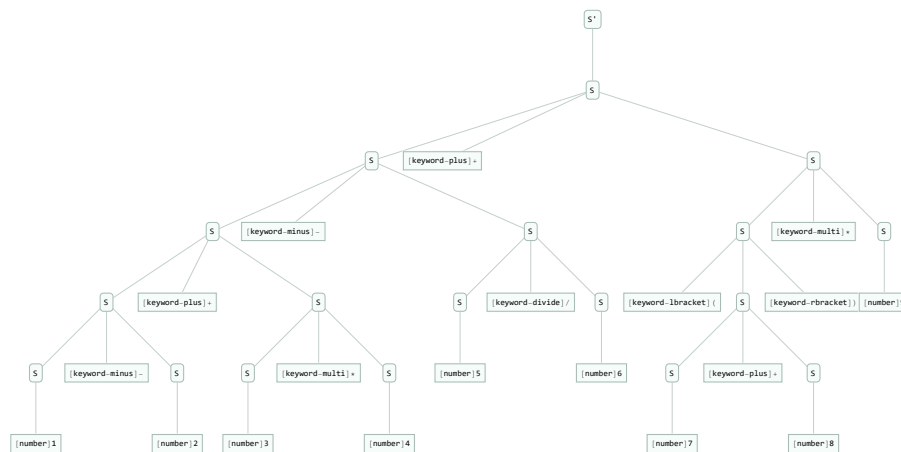 S'
S
S [keyword-plus]+ S
S [keyword-minus]- S S [keyword-multi]* S
S [keyword-plus]+ S S [keyword-divide]/ S [keyword-lbracket]( S [keyword-rbracket]) [number]
S [keyword-minus]- S S [keyword-multi]* S [number]5 [number]6 S [keyword-plus]+ S
[number]1 [number]2 [number]3 [number]4 [number]7 [number]8